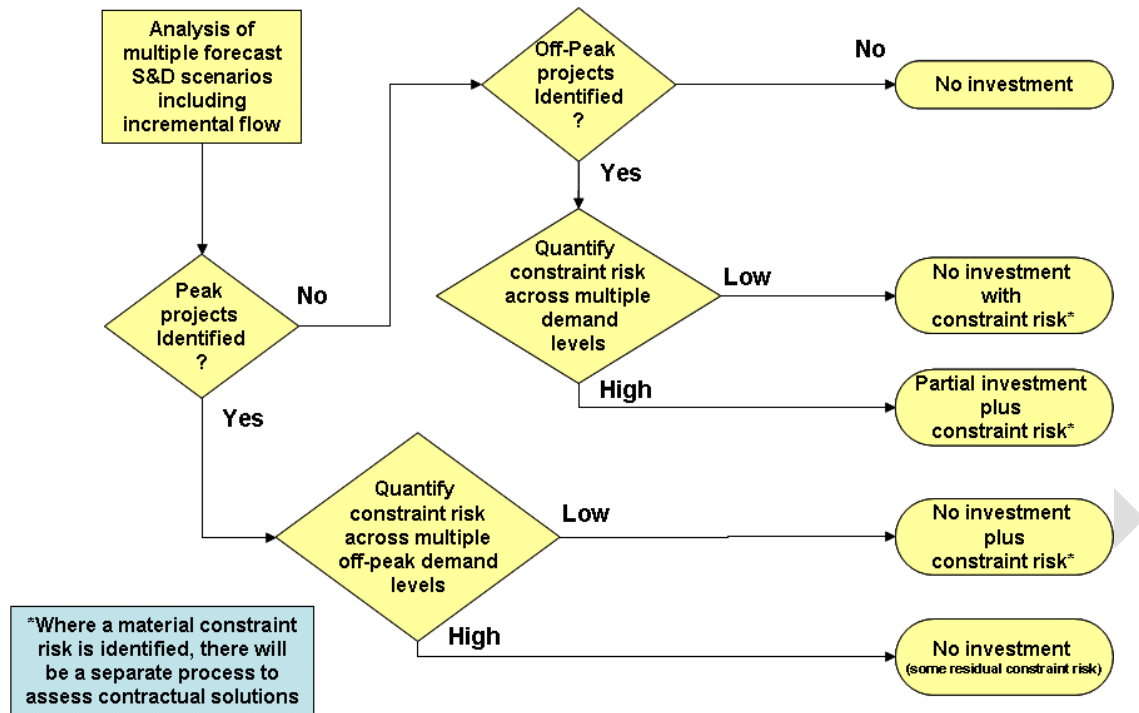 Analysis of
multiple forecast
S&D scenarios
including
incremental flow
Off-Peak
projects
Identified
?
No
No investment
Yes
Quantify
constraint risk
across multiple
demand
levels
Low
No investment
with
constraint risk*
Peak
projects
Identified
?
No
High
Partial investment
plus
constraint risk*
Yes
Quantify
constraint risk
across multiple
off-peak demand
levels
Low
No investment
plus
constraint risk*
*Where a material constraint
risk is identified, there will
be a separate process to
assess contractual solutions
High
No investment
(some residual constraint risk)